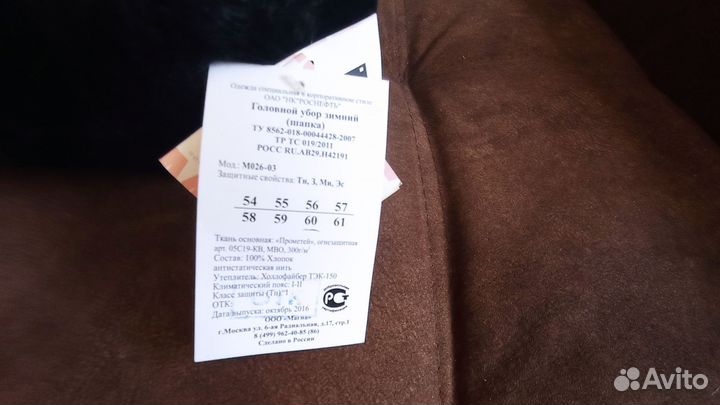 Одежда специальная в корпоративном стиле
ОАО "НК"РОСНЕФТЬ"
Головной убор зимний
(шапка)
ТУ 8562-018-00044428-2007
ТР ТС 019/2011
РОСС RU.АВ29.Н42191
Мод.: М026-03
Защитные свойства: Тн, З, Ми, Эс
54 55 56 57
58 59 60 61
Ткань основная: «Прометей», огнезащитная
арт. 05С19-КВ, МВО, 300г/м²
Состав: 100% Хлопок
антистатическая нить
Утеплитель: Холлофайбер ТЭК-150
Климатический пояс: I-II
Класс защиты (Тн): 1
ОТК: ОТК
Дата/выпуска: октябрь 2016
ООО «Магна»
г.Москва ул. 6-ая Радиальная, д.17, стр.1
8 (499) 962-40-85 (86)
Сделано в России
Avito